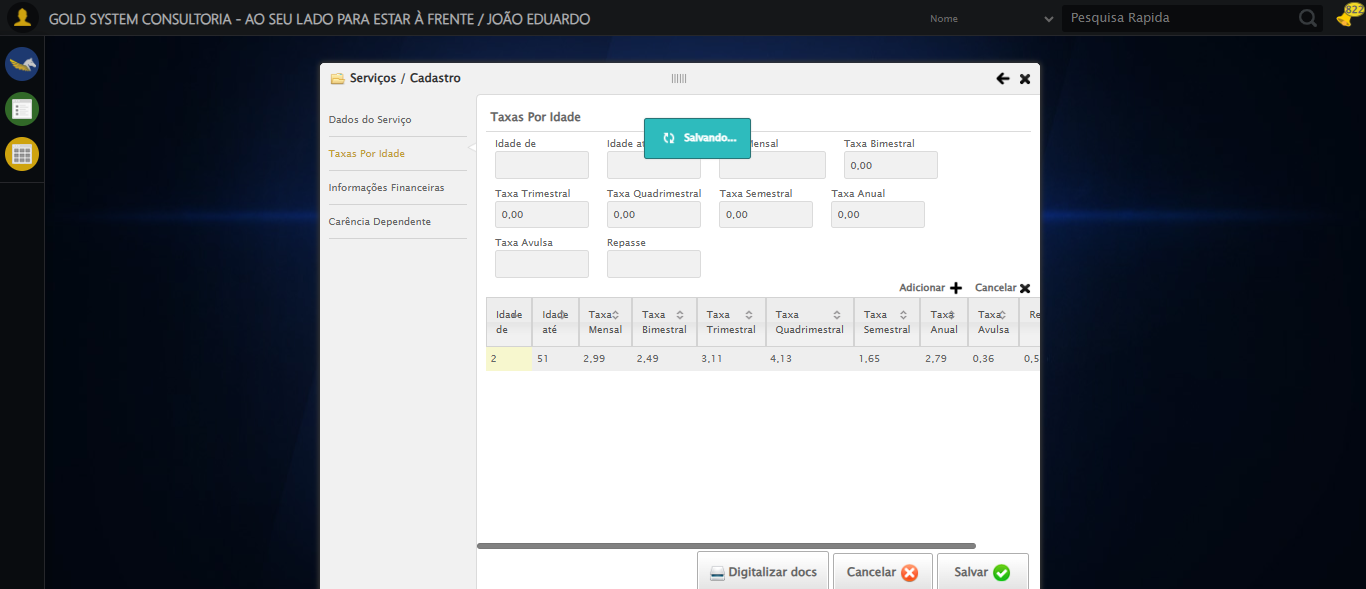 GOLD SYSTEM CONSULTORIA - AO SEU LADO PARA ESTAR À FRENTE / JOÃO EDUARDO
Nome
Pesquisa Rapida
822
Serviços / Cadastro
Dados do Serviço
Taxas Por Idade
Informações Financeiras
Carência Dependente
Taxas Por Idade
Salvando...
Idade de
Taxa Bimestral
0,00
Taxa Trimestral
Taxa Quadrimestral
Taxa Semestral
Taxa Anual
0,00
0,00
0,00
0,00
Taxa Avulsa
Repasse
Adicionar
Cancelar
Idade de
Idade até
Taxa Mensal
Taxa Bimestral
Taxa Trimestral
Taxa Quadrimestral
Taxa Semestral
Taxa Anual
Taxa Avulsa
Re
2 51 2,99 2,49 3,11 4,13 1,65 2,79 0,36 0,5
Digitalizar docs
Cancelar
Salvar